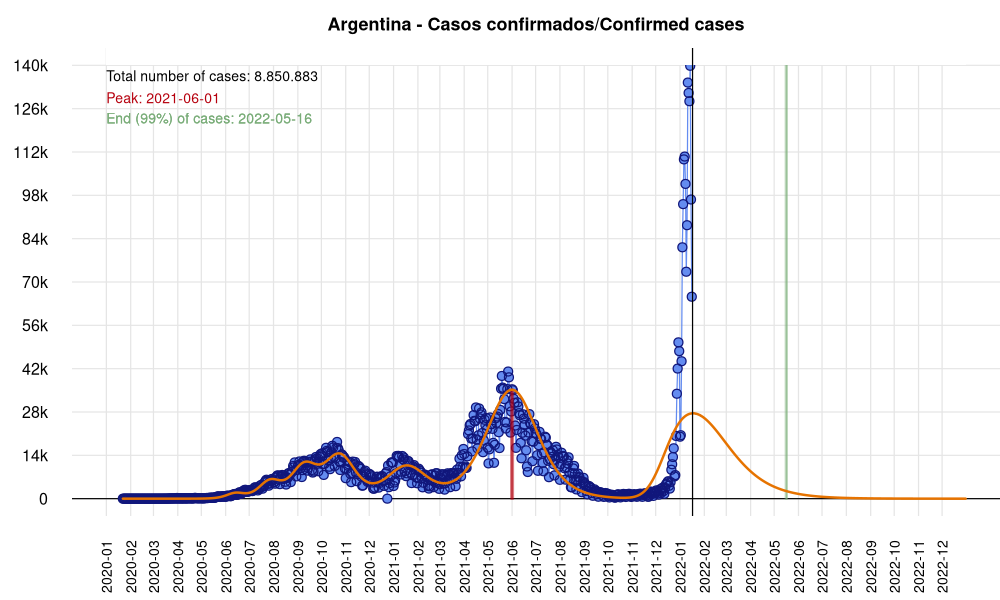 Argentina - Casos confirmados/Confirmed cases
Total number of cases: 8.850.883
Peak: 2021-06-01
End (99%) of cases: 2022-05-16
140k
126k
112k
98k
84k
70k
56k
42k
28k
14k
0
2020-01
2020-02
2020-03
2020-04
2020-05
2020-06
2020-07
2020-08
2020-09
2020-10
2020-11
2020-12
2021-01
2021-02
2021-03
2021-04
2021-05
2021-06
2021-07
2021-08
2021-09
2021-10
2021-11
2021-12
2022-01
2022-02
2022-03
2022-04
2022-05
2022-06
2022-07
2022-08
2022-09
2022-10
2022-11
2022-12